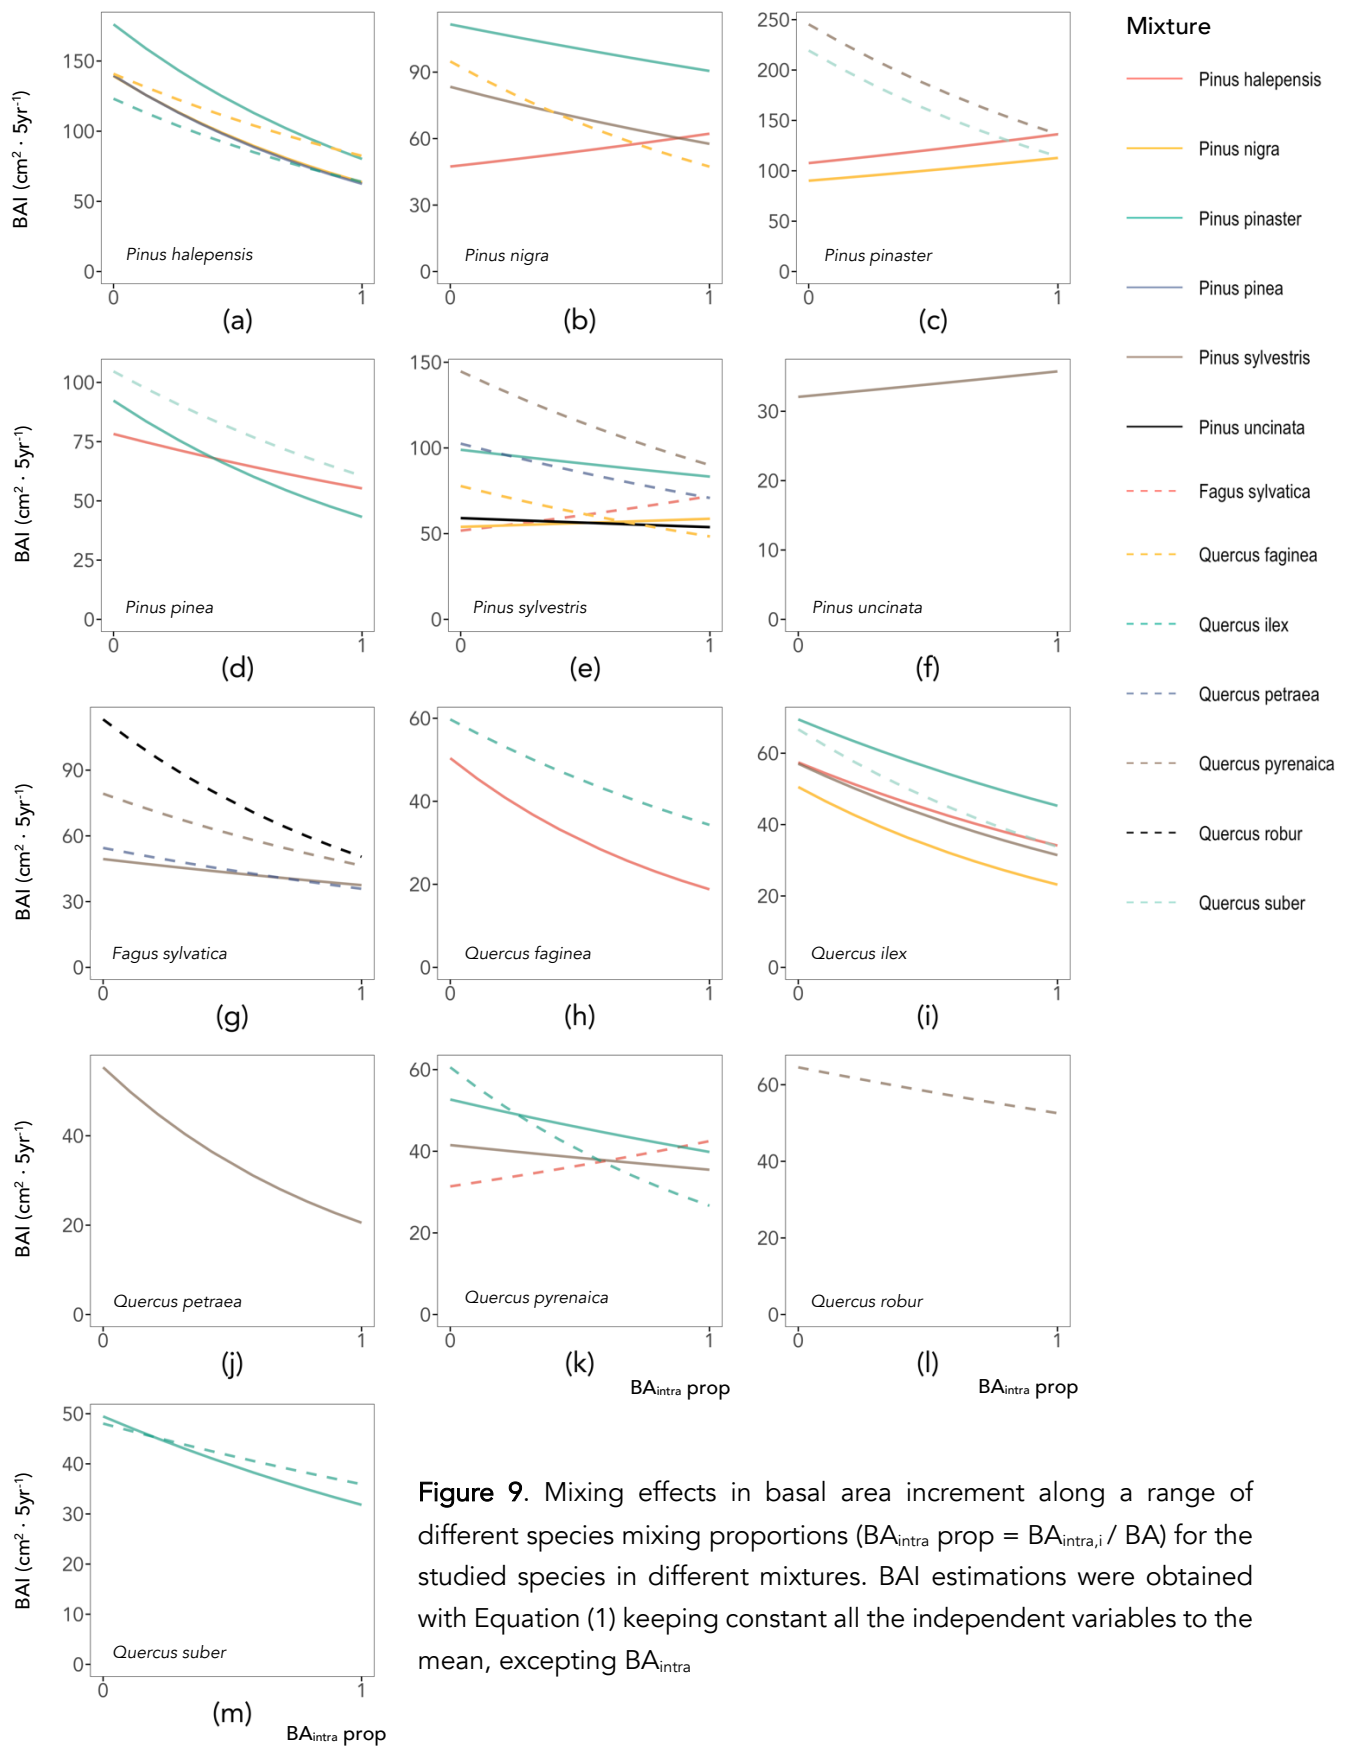 BAI (cm² · 5yr⁻¹)
150
100
50
0
Pinus halepensis
0
1
(a)
90
60
30
0
Pinus nigra
0
1
(b)
250
200
150
100
50
0
Pinus pinaster
0
1
(c)
Mixture
Pinus halepensis
Pinus nigra
Pinus pinaster
Pinus pinea
Pinus sylvestris
Pinus uncinata
Fagus sylvatica
Quercus faginea
Quercus ilex
Quercus petraea
Quercus pyrenaica
Quercus robur
Quercus suber
BAI (cm² · 5yr⁻¹)
100
75
50
25
0
Pinus pinea
0
1
(d)
150
100
50
0
Pinus sylvestris
0
1
(e)
30
20
10
0
Pinus uncinata
0
1
(f)
BAI (cm² · 5yr⁻¹)
90
60
30
0
Fagus sylvatica
0
1
(g)
60
40
20
0
Quercus faginea
0
1
(h)
60
40
20
0
Quercus ilex
0
1
(i)
BAI (cm² · 5yr⁻¹)
40
20
0
Quercus petraea
0
1
(j)
60
40
20
0
Quercus pyrenaica
0
1
(k)
BAintra prop
60
40
20
0
Quercus robur
0
1
(l)
BAintra prop
BAI (cm² · 5yr⁻¹)
50
40
30
20
10
0
Quercus suber
0
1
(m)
BAintra prop
Figure 9. Mixing effects in basal area increment along a range of
different species mixing proportions (BAintra prop = BAintra,i / BA) for the
studied species in different mixtures. BAI estimations were obtained
with Equation (1) keeping constant all the independent variables to the
mean, excepting BAintra